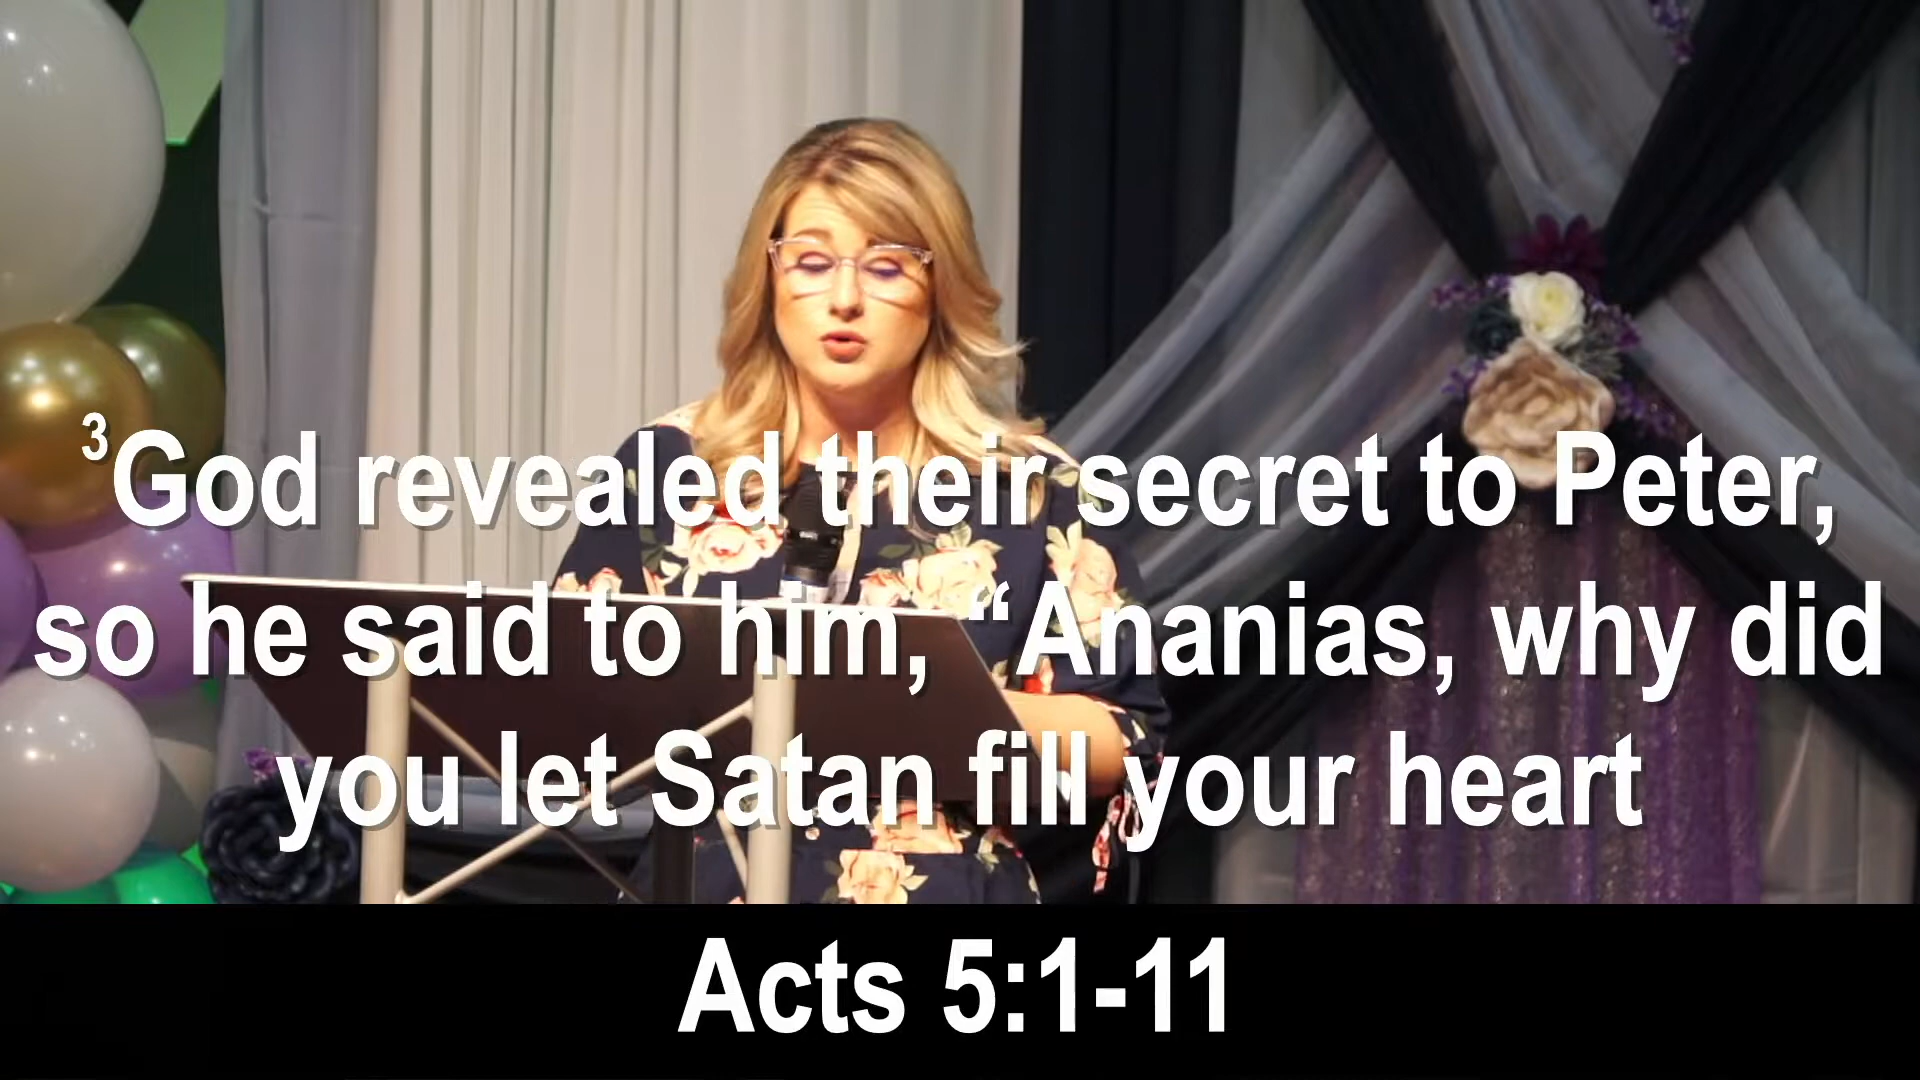 ³God revealed their secret to Peter,
so he said to him, “Ananias, why did
you let Satan fill your heart
Acts 5:1-11